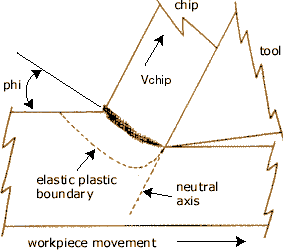 chip
tool
phi
Vchip
elastic plastic
boundary
neutral
axis
workpiece movement